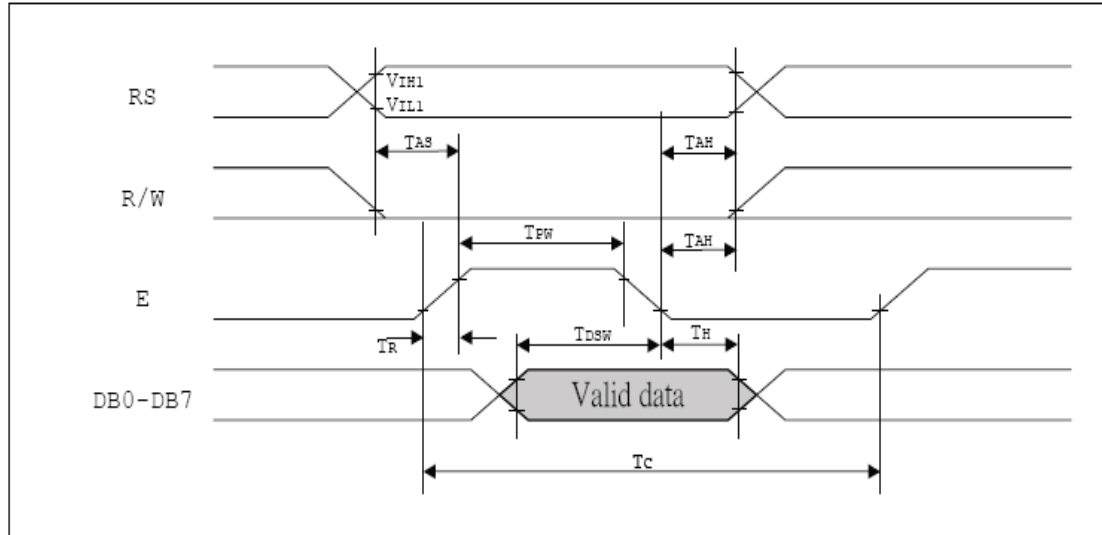 RS
VIH1
VIL1
TAS
TAH
R/W
TPW
TAH
E
TR
TDSW
TH
DB0-DB7
Valid data
TC